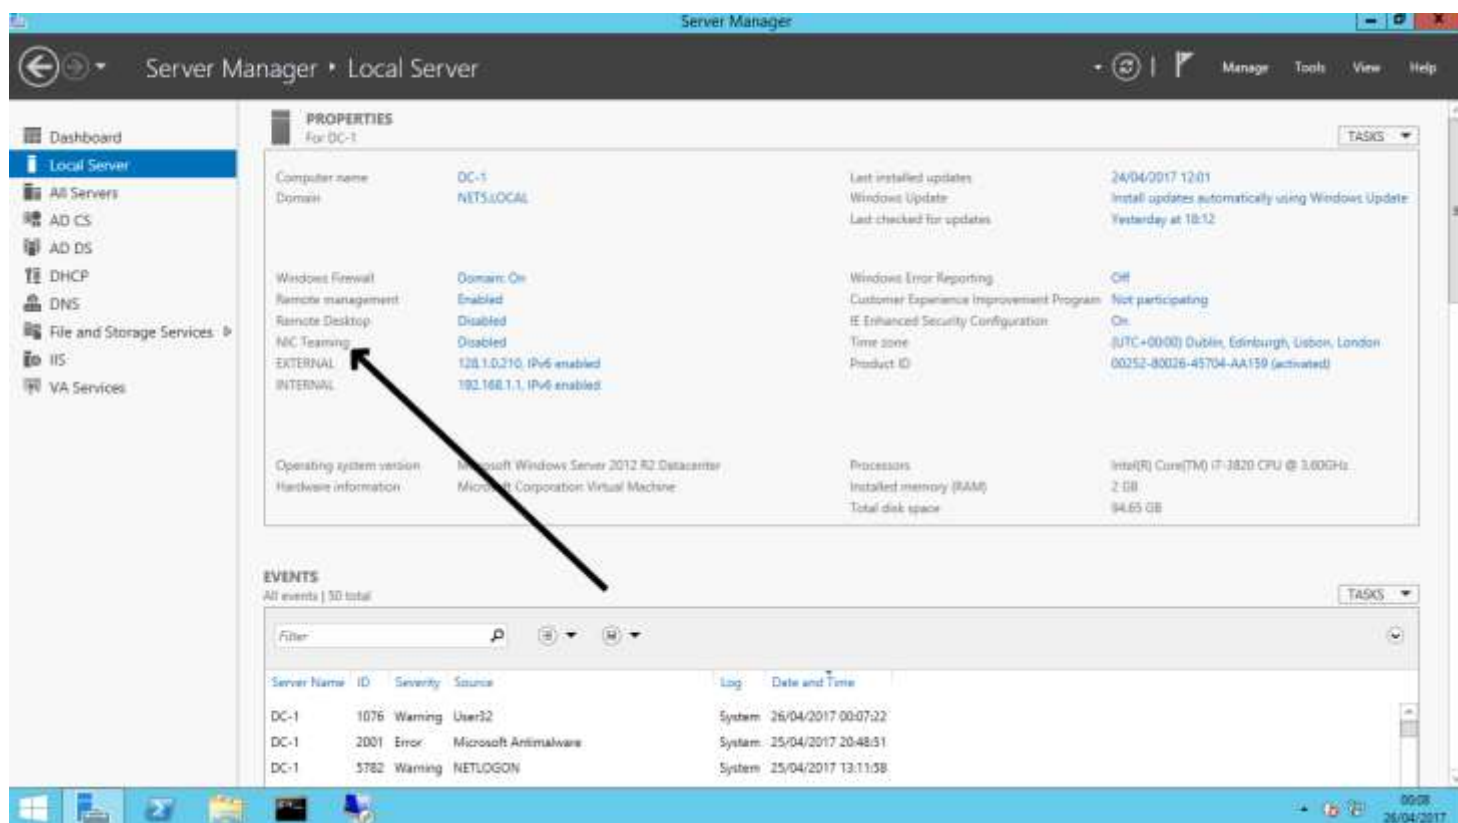 Server Manager
Server Manager • Local Server
Manage Tools View Help
Dashboard
Local Server
All Servers
AD CS
AD DS
DHCP
DNS
File and Storage Services
IIS
VA Services
PROPERTIES
For DC-1
TASKS
Computer name DC-1
Domain NETS.LOCAL
Last installed updates 24/04/2017 12:01
Windows Update Install updates automatically using Windows Update
Last checked for updates Yesterday at 18:12
Windows Firewall Domain: On
Remote management Enabled
Remote Desktop Disabled
NIC Teaming Disabled
EXTERNAL 128.1.0.210, IPv6 enabled
INTERNAL 192.168.1.1, IPv6 enabled
Windows Error Reporting Off
Customer Experience Improvement Program Not participating
IE Enhanced Security Configuration On
Time zone (UTC+00:00) Dublin, Edinburgh, Lisbon, London
Product ID 00252-80026-45704-AA159 (activated)
Operating system version Microsoft Windows Server 2012 R2 Datacenter
Hardware information Microsoft Corporation Virtual Machine
Processors Intel(R) Core(TM) i7-3820 CPU @ 3.60GHz
Installed memory (RAM) 2 GB
Total disk space 94.65 GB
EVENTS
All events | 50 total
TASKS
Filter
Server Name ID Severity Source Log Date and Time
DC-1 1076 Warning User32 System 26/04/2017 00:07:22
DC-1 2001 Error Microsoft Antimalware System 25/04/2017 20:48:51
DC-1 5782 Warning NETLOGON System 25/04/2017 13:11:58
00:08
26/04/2017